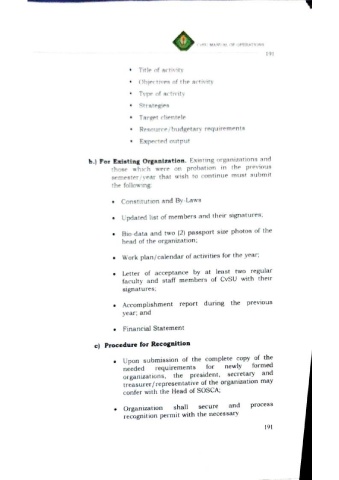 CvSU MANUAL OF OPERATIONS
191
• Title of activity
• Objectives of the activity
• Type of activity
• Strategies
• Target clientele
• Resource/budgetary requirements
• Expected output
b.) For Existing Organization. Existing organizations and
those which were on probation in the previous
semester/year that wish to continue must submit
the following:
• Constitution and By-Laws
• Updated list of members and their signatures;
• Bio-data and two (2) passport size photos of the
head of the organization;
• Work plan/calendar of activities for the year;
• Letter of acceptance by at least two regular
faculty and staff members of CvSU with their
signatures;
• Accomplishment report during the previous
year; and
• Financial Statement
c) Procedure for Recognition
• Upon submission of the complete copy of the
needed requirements for newly formed
organizations, the president, secretary and
treasurer/representative of the organization may
confer with the Head of SOSCA;
• Organization shall secure and process
recognition permit with the necessary
191